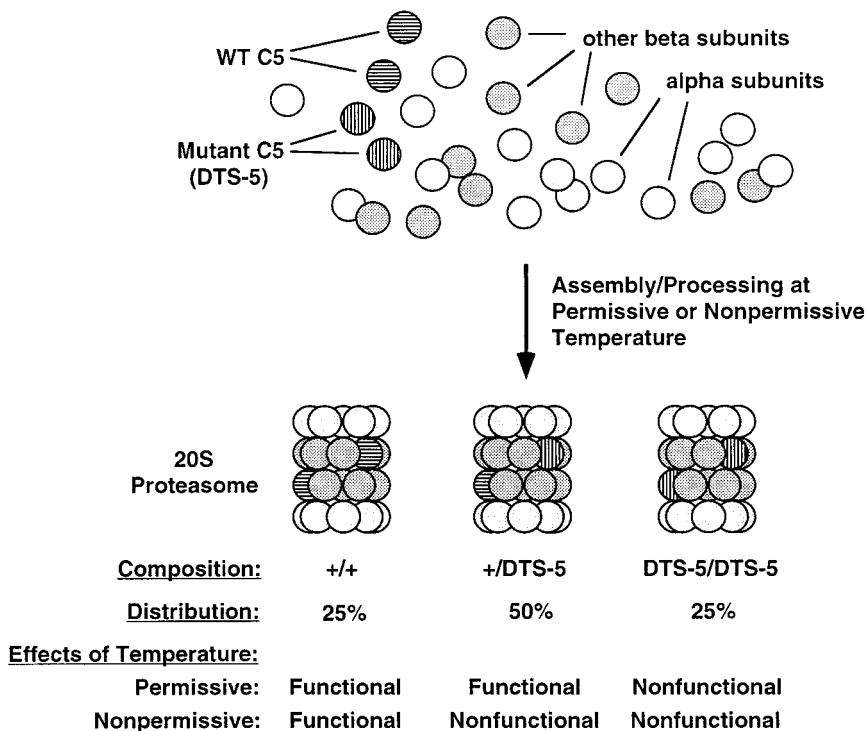 WT C5
other beta subunits
alpha subunits
Mutant C5
(DTS-5)
Assembly/Processing at
Permissive or Nonpermissive
Temperature
20S
Proteasome
Composition: +/+ +/DTS-5 DTS-5/DTS-5
Distribution: 25% 50% 25%
Effects of Temperature:
Permissive: Functional Functional Nonfunctional
Nonpermissive: Functional Nonfunctional Nonfunctional